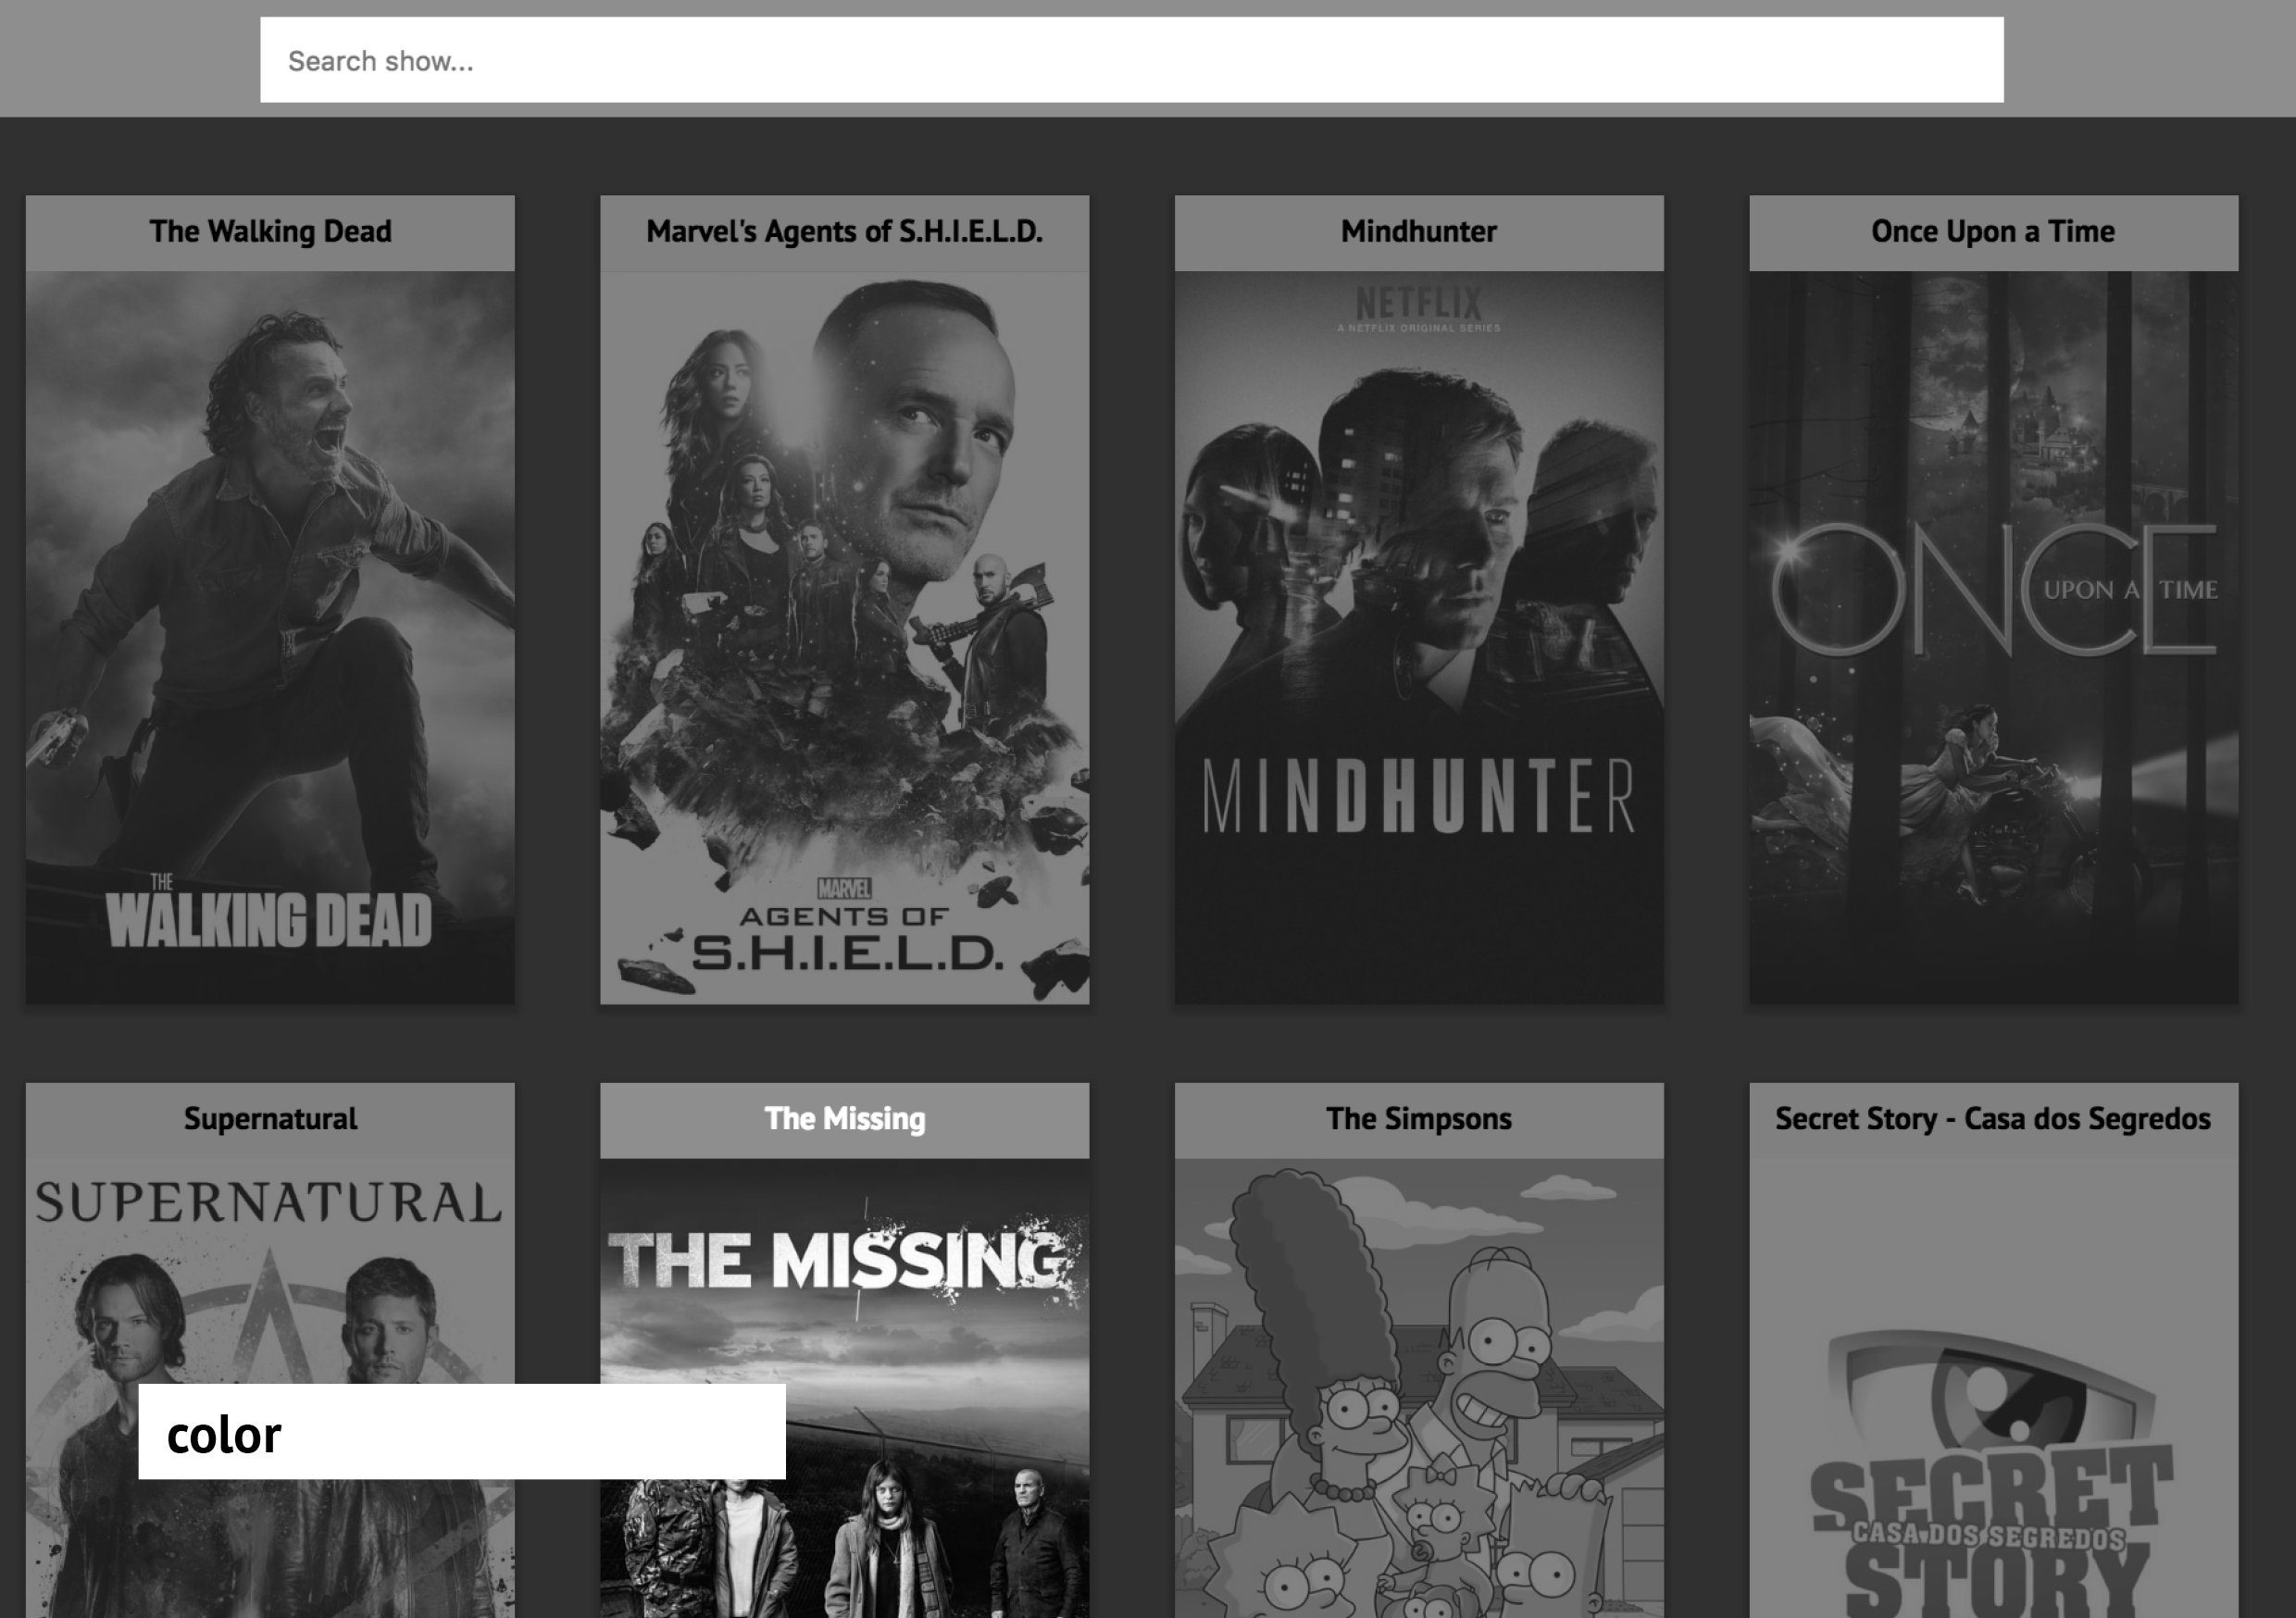 Search show...
The Walking Dead
Marvel's Agents of S.H.I.E.L.D.
Mindhunter
Once Upon a Time
THE
WALKING DEAD
MARVEL
AGENTS OF
S.H.I.E.L.D.
NETFLIX
A NETFLIX ORIGINAL SERIES
MINDHUNTER
ONCE
UPON A TIME
Supernatural
The Missing
The Simpsons
Secret Story - Casa dos Segredos
SUPERNATURAL
THE MISSING
SECRET
CASA DOS SEGREDOS
STORY
color